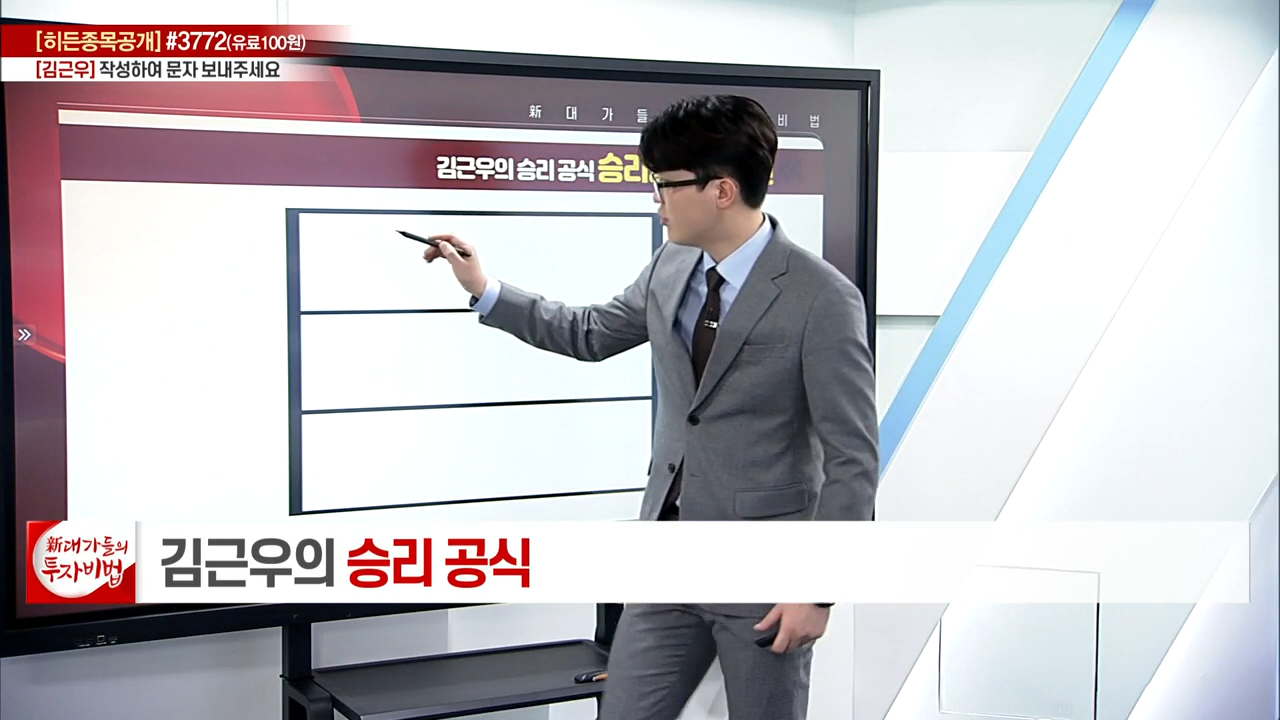 [히든종목공개] #3772(유료100원)
[김근우] 작성하여 문자 보내주세요
新 대 가 들 비 법
김근우의 승리 공식 승리
新대가들의
투자비법
김근우의 승리 공식